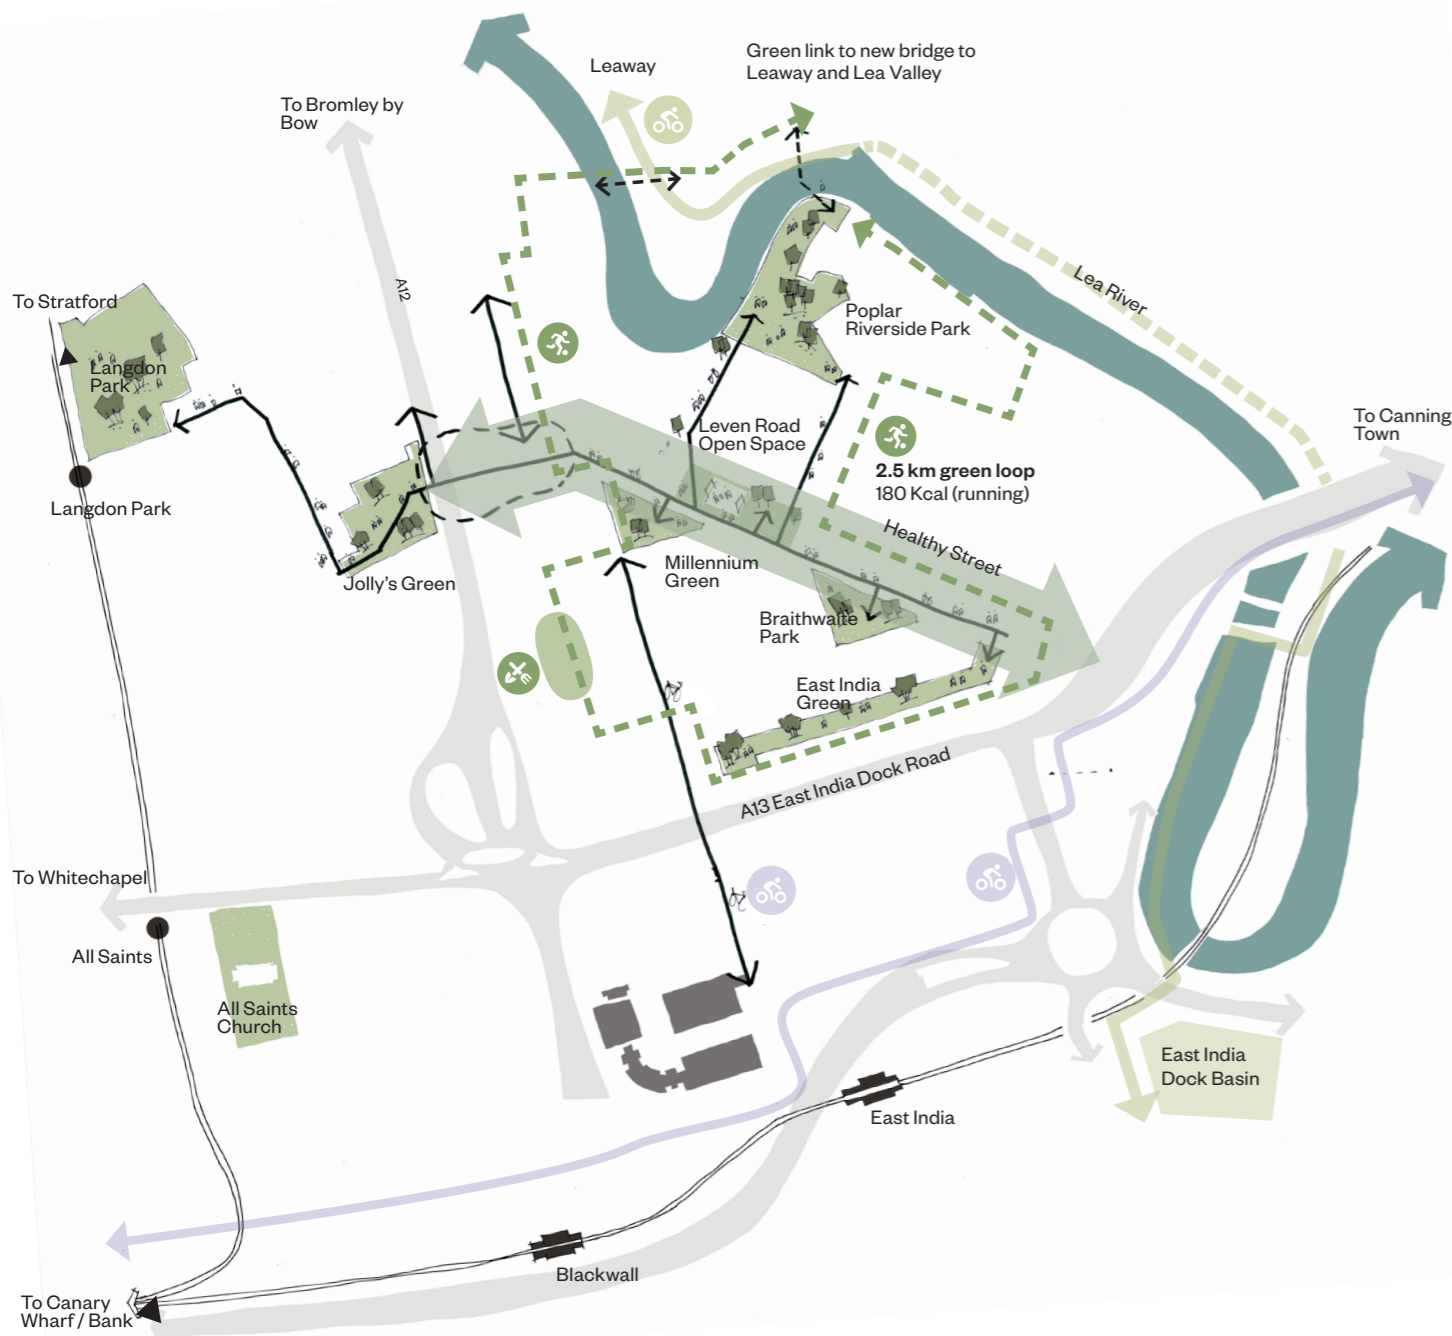 Green link to new bridge to
Leaway and Lea Valley
Leaway
To Bromley by
Bow
A12
Lea River
To Stratford
Langdon
Park
Poplar
Riverside Park
Leven Road
Open Space
To Canning
Town
2.5 km green loop
180 Kcal (running)
Langdon Park
Healthy Street
Jolly's Green
Millennium
Green
Braithwaite
Park
East India
Green
A13 East India Dock Road
To Whitechapel
All Saints
All Saints
Church
East India
Dock Basin
East India
Blackwall
To Canary
Wharf / Bank